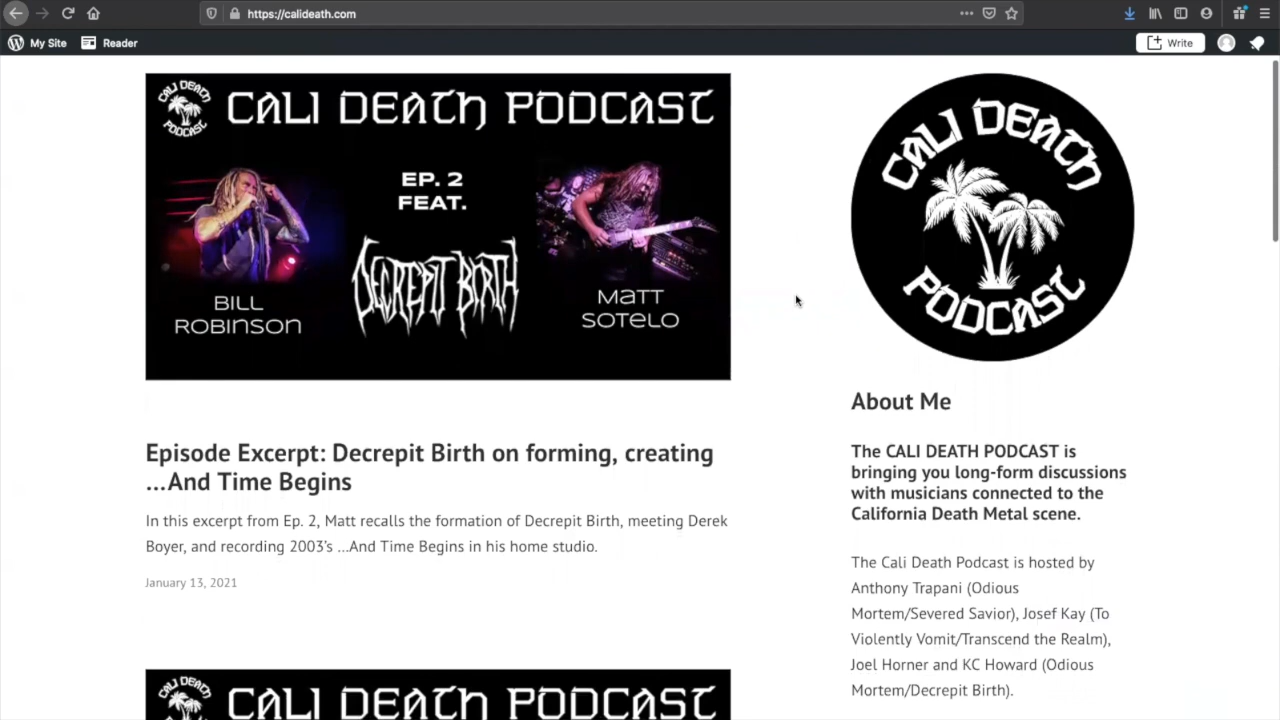 https://calideath.com
My Site
Reader
Write
CALI DEATH PODCAST
CALI DEATH PODCAST
EP. 2
FEAT.
DECREPIT BIRTH
BILL
ROBINSON
MATT
SOTELO
Episode Excerpt: Decrepit Birth on forming, creating
…And Time Begins
In this excerpt from Ep. 2, Matt recalls the formation of Decrepit Birth, meeting Derek
Boyer, and recording 2003's …And Time Begins in his home studio.
January 13, 2021
CALI DEATH
PODCAST
CALI DEATH PODCAST
CALI DEATH
PODCAST
About Me
The CALI DEATH PODCAST is
bringing you long-form discussions
with musicians connected to the
California Death Metal scene.
The Cali Death Podcast is hosted by
Anthony Trapani (Odious
Mortem/Severed Savior), Josef Kay (To
Violently Vomit/Transcend the Realm),
Joel Horner and KC Howard (Odious
Mortem/Decrepit Birth).